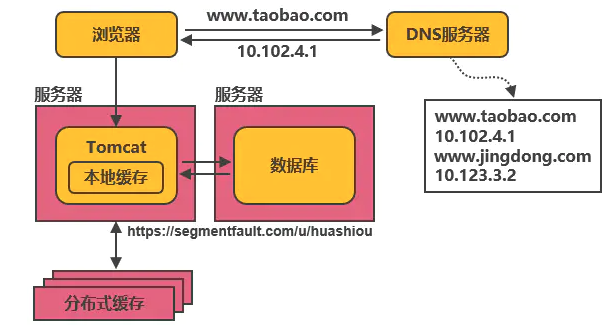 www.taobao.com
浏览器
DNS服务器
10.102.4.1
服务器
服务器
www.taobao.com
10.102.4.1
www.jingdong.com
10.123.3.2
Tomcat
本地缓存
数据库
https://segmentfault.com/u/huashiou
分布式缓存